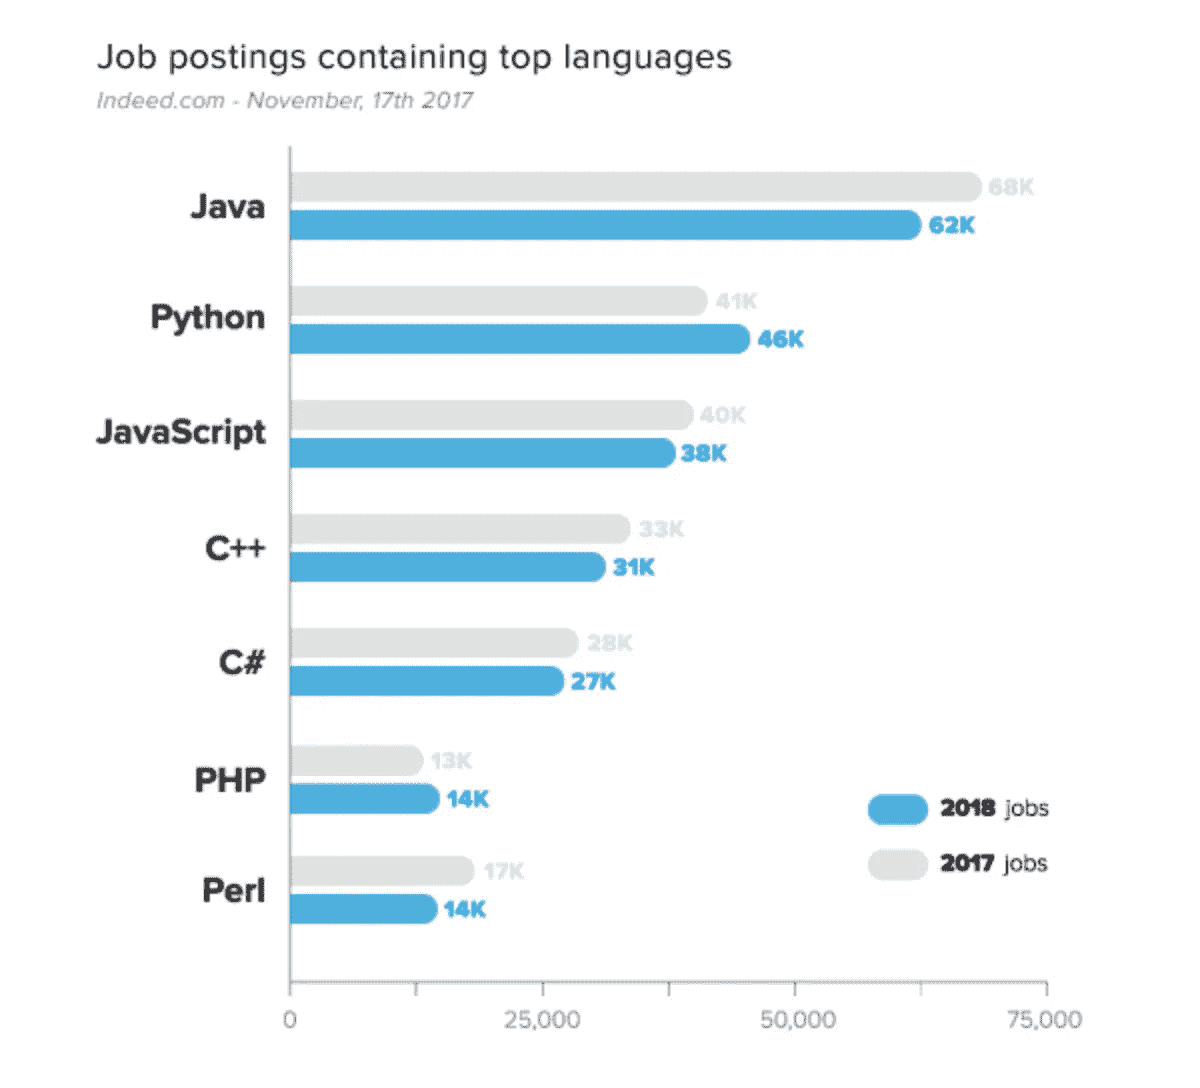 Job postings containing top languages
Indeed.com - November, 17th 2017
Java
68K
62K
Python
41K
46K
JavaScript
40K
38K
C++
33K
31K
C#
28K
27K
PHP
13K
14K
Perl
17K
14K
2018 jobs
2017 jobs
0 25,000 50,000 75,000